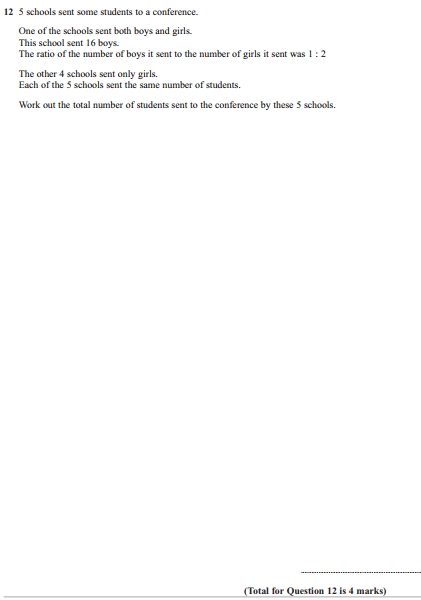 12 5 schools sent some students to a conference.
One of the schools sent both boys and girls.
This school sent 16 boys.
The ratio of the number of boys it sent to the number of girls it sent was 1 : 2
The other 4 schools sent only girls.
Each of the 5 schools sent the same number of students.
Work out the total number of students sent to the conference by these 5 schools.
(Total for Question 12 is 4 marks)